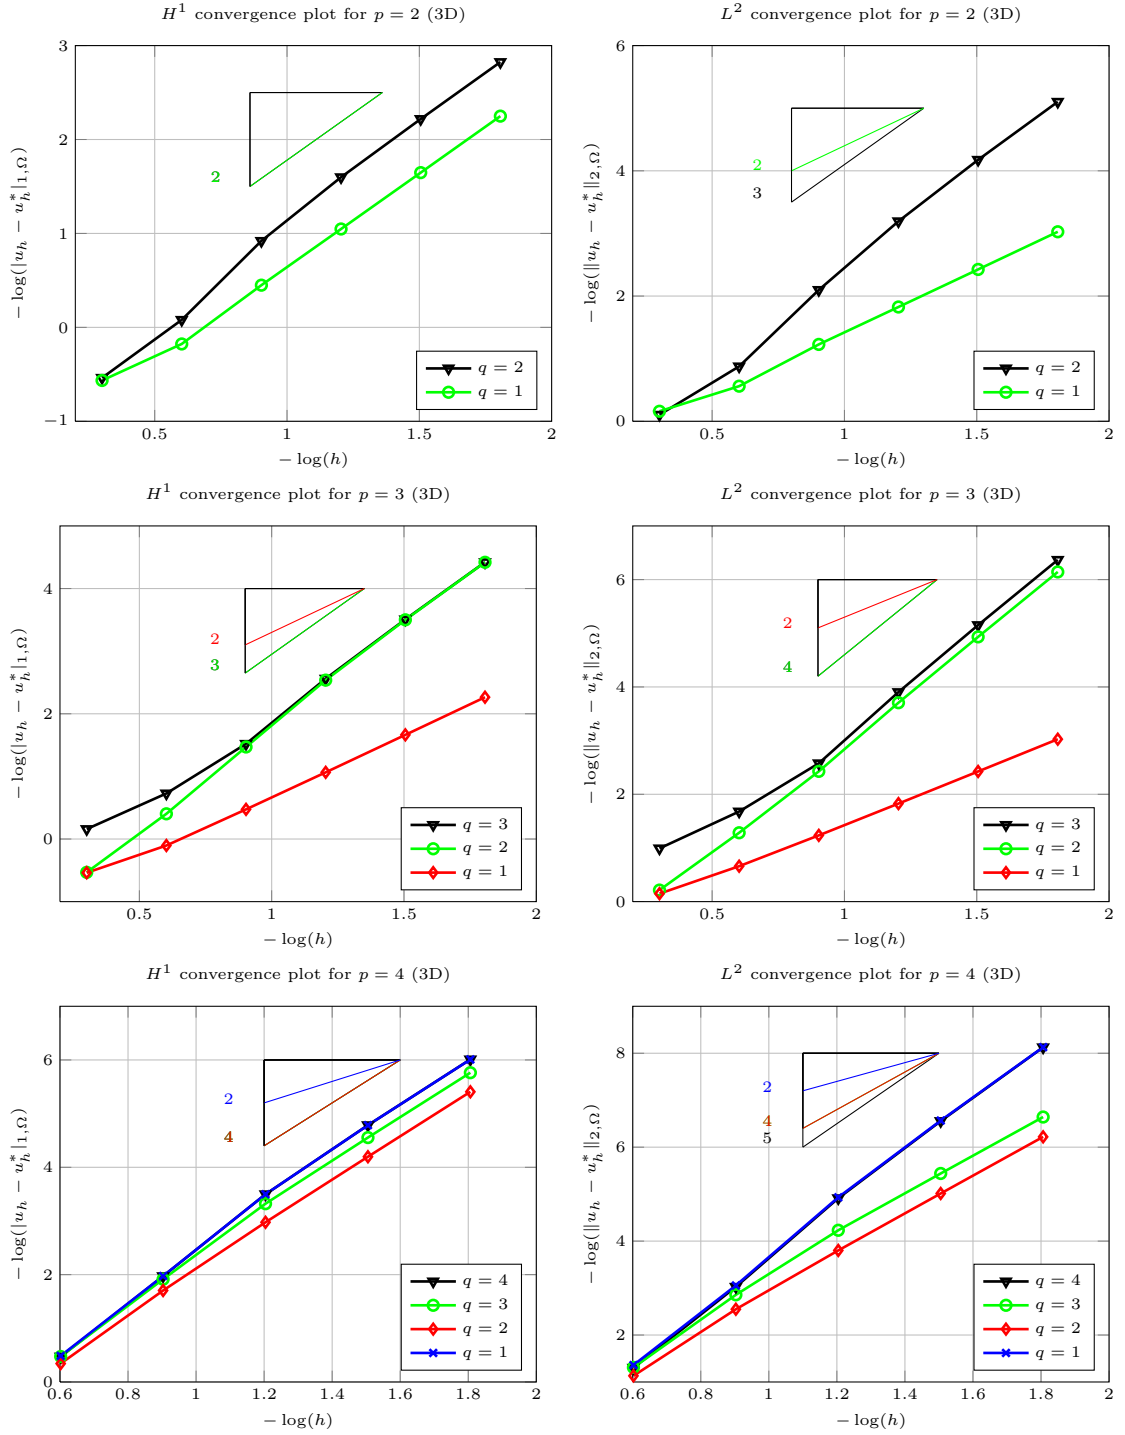 H¹ convergence plot for p = 2 (3D)
3
2
1
0
−1
0.5
1
1.5
2
− log(h)
− log(|u_h − u_h^*|_{1,Ω})
2
q = 2
q = 1
L² convergence plot for p = 2 (3D)
6
4
2
0
0.5
1
1.5
2
− log(h)
− log(‖u_h − u_h^*‖_{2,Ω})
2
3
q = 2
q = 1
H¹ convergence plot for p = 3 (3D)
4
2
0
0.5
1
1.5
2
− log(h)
− log(|u_h − u_h^*|_{1,Ω})
2
3
q = 3
q = 2
q = 1
L² convergence plot for p = 3 (3D)
6
4
2
0
0.5
1
1.5
2
− log(h)
− log(‖u_h − u_h^*‖_{2,Ω})
2
4
q = 3
q = 2
q = 1
H¹ convergence plot for p = 4 (3D)
6
4
2
0
0.6
0.8
1
1.2
1.4
1.6
1.8
2
− log(h)
− log(|u_h − u_h^*|_{1,Ω})
2
4
q = 4
q = 3
q = 2
q = 1
L² convergence plot for p = 4 (3D)
8
6
4
2
0.6
0.8
1
1.2
1.4
1.6
1.8
2
− log(h)
− log(‖u_h − u_h^*‖_{2,Ω})
2
4
5
q = 4
q = 3
q = 2
q = 1